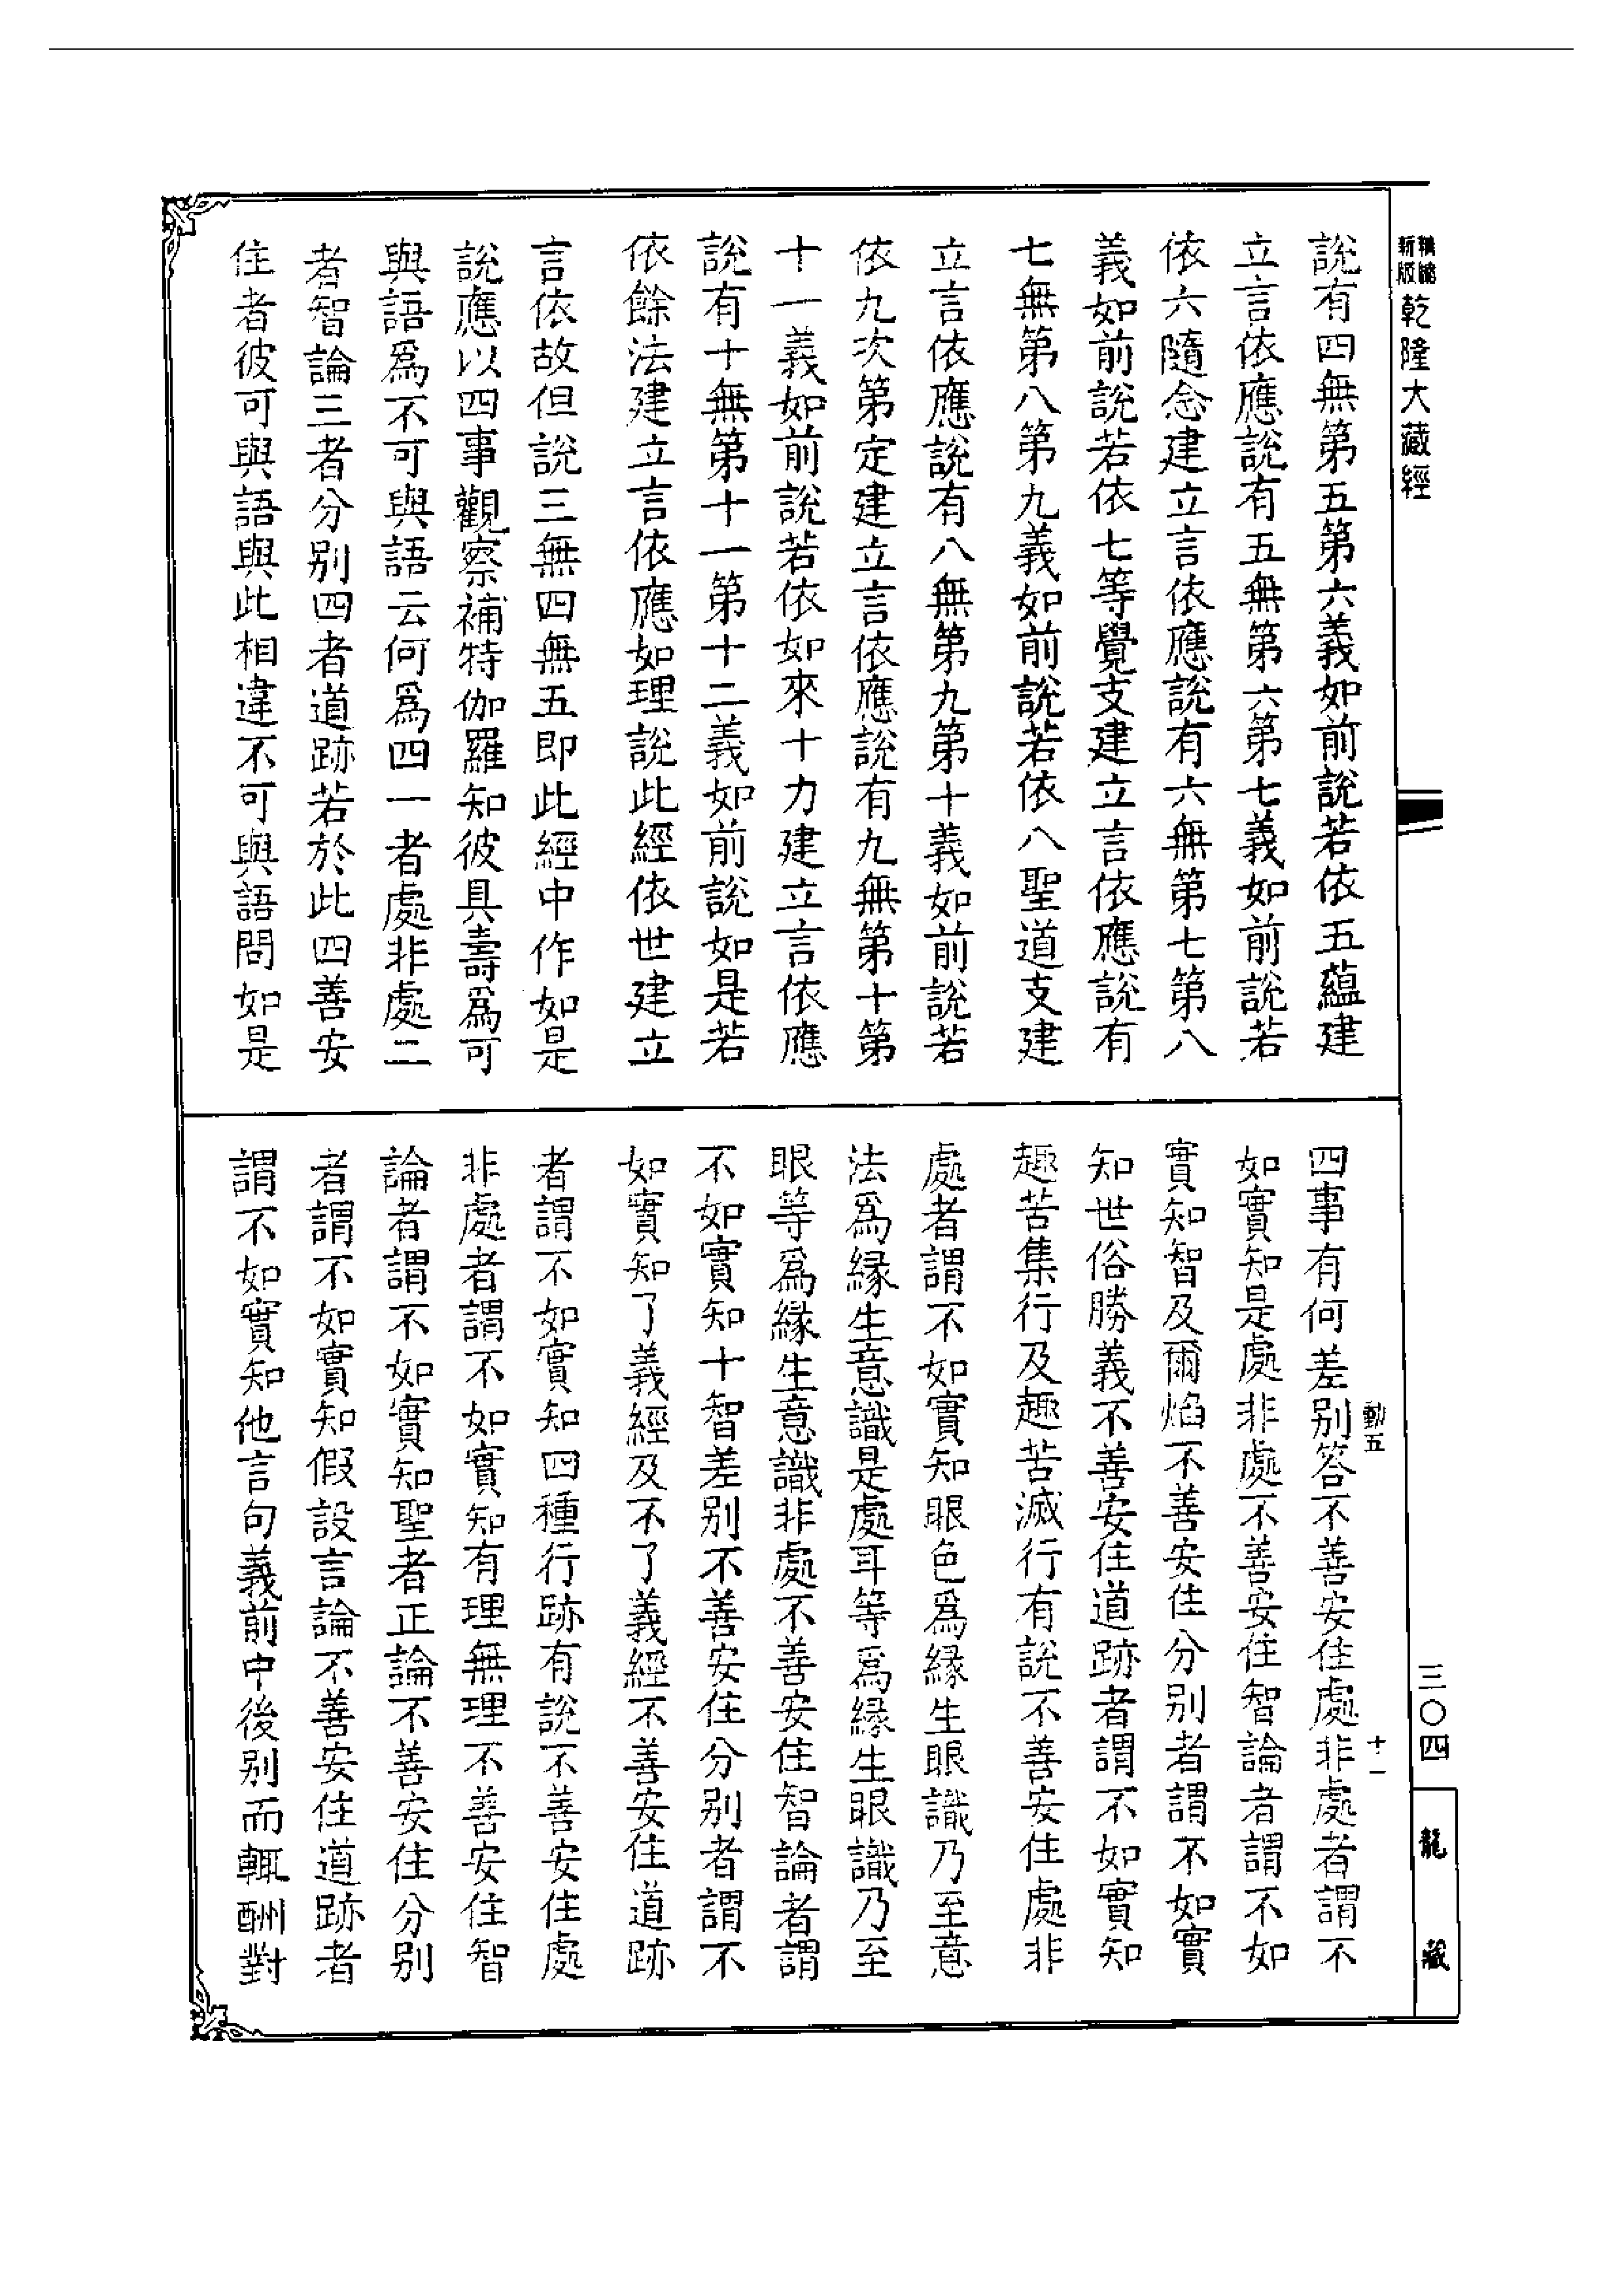 精縮新版乾隆大藏經
說有四無第五第六義如前說若依五蘊建
立言依應說有五無第六第七義如前說若
依六隨念建立言依應說有六無第七第八
義如前說若依七等覺支建立言依應說有
七無第八第九義如前說若依八聖道支建
立言依應說有八無第九第十義如前說若
依九次第定建立言依應說有九無第十第
十一義如前說若依如來十力建立言依應
說有十無第十一第十二義如前說如是若
依餘法建立言依應如理說此經依世建立
言依故但說三無四無五即此經中作如是
說應以四事觀察補特伽羅知彼具壽為可
與語爲不可與語云何爲四一者處非處二
者智論三者分别四者道跡若於此四善安
住者彼可與語與此相違不可與語問如是
四事有何差别答不善安住處非處者謂不
如實知是處非處不善安住智論者謂不如
實知智及爾焰不善安住分别者謂不如實
知世俗勝義不善安住道跡者謂不如實知
趣苦集行及趣苦滅行有說不善安住處非
處者謂不如實知眼色爲緣生眼識乃至意
法爲緣生意識是處耳等爲緣生眼識乃至
眼等爲緣生意識非處不善安住智論者謂
不如實知十智差别不善安住分别者謂不
如實知了義經及不了義經不善安住道跡
者謂不如實知四種行跡有說不善安住處
非處者謂不如實知有理無理不善安住智
論者謂不如實知聖者正論不善安住分别
者謂不如實知假設言論不善安住道跡者
謂不如實知他言句義前中後别而輒酬對
動五
十一
三〇四
龍藏